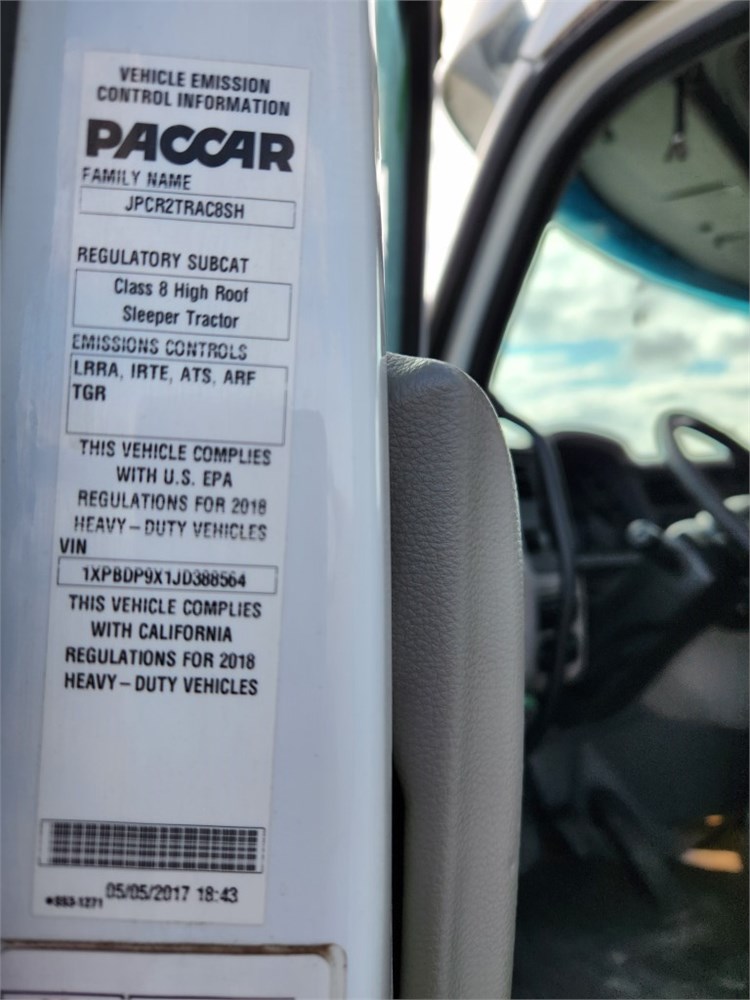 VEHICLE EMISSION
CONTROL INFORMATION
PACCAR
FAMILY NAME
JPCR2TRAC8SH
REGULATORY SUBCAT
Class 8 High Roof
Sleeper Tractor
EMISSIONS CONTROLS
LRRA, IRTE, ATS, ARF
TGR
THIS VEHICLE COMPLIES
WITH U.S. EPA
REGULATIONS FOR 2018
HEAVY-DUTY VEHICLES
VIN
1XPBDP9X1JD388564
THIS VEHICLE COMPLIES
WITH CALIFORNIA
REGULATIONS FOR 2018
HEAVY-DUTY VEHICLES
*S53-1271 05/05/2017 18:43